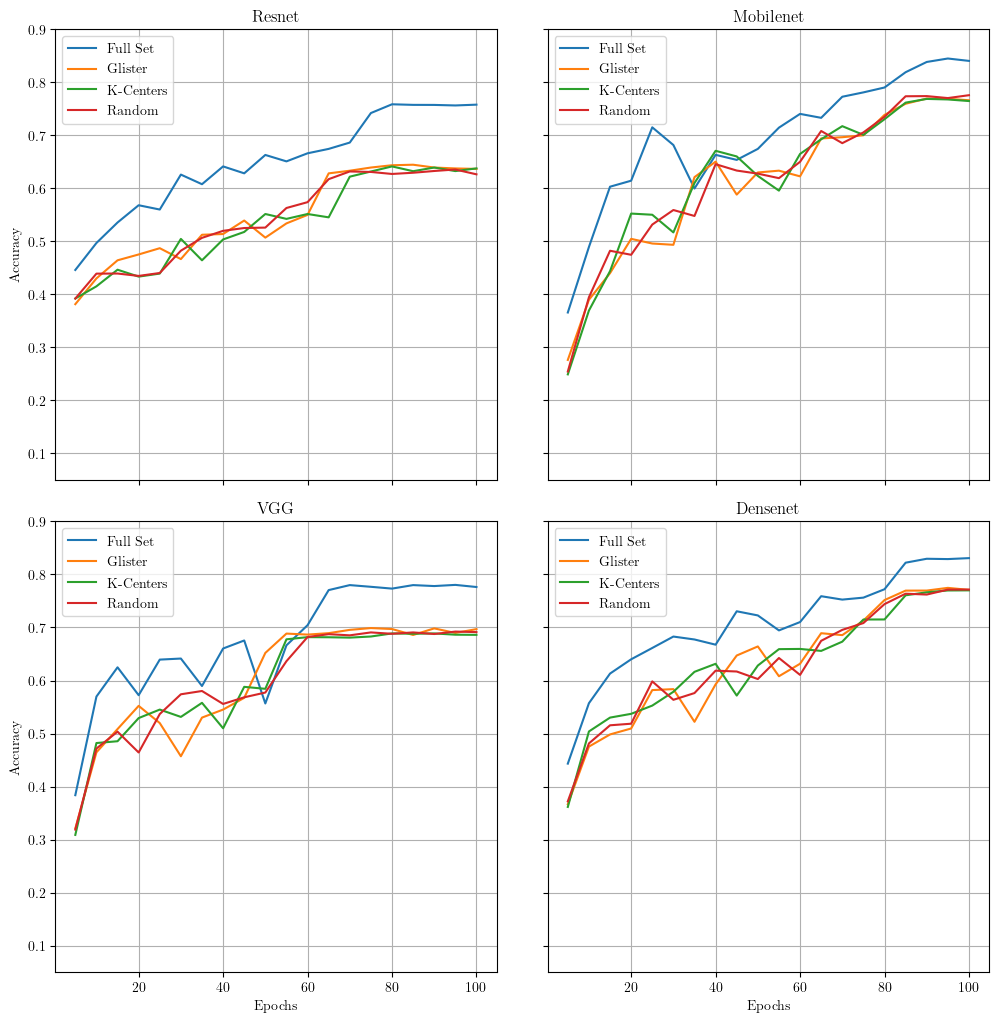 Resnet
0.9
0.8
0.7
0.6
0.5
0.4
0.3
0.2
0.1
Accuracy
Full Set
Glister
K-Centers
Random
Mobilenet
Full Set
Glister
K-Centers
Random
VGG
0.9
0.8
0.7
0.6
0.5
0.4
0.3
0.2
0.1
Accuracy
Full Set
Glister
K-Centers
Random
20 40 60 80 100
Epochs
Densenet
Full Set
Glister
K-Centers
Random
20 40 60 80 100
Epochs